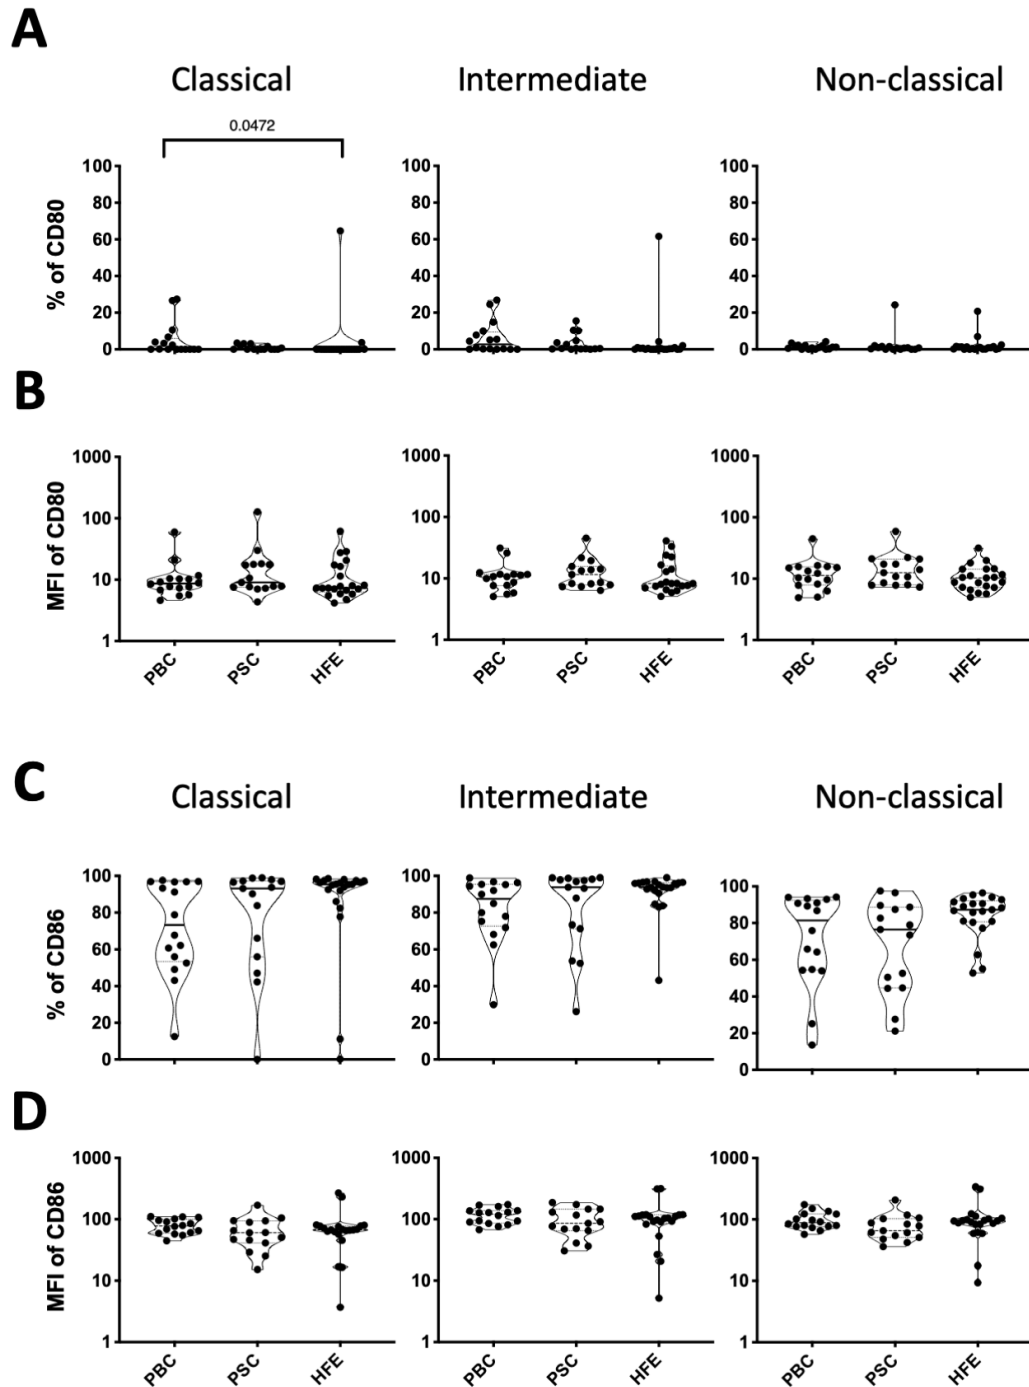 A
Classical Intermediate Non-classical
0.0472
% of CD80
100 80 60 40 20 0
100 80 60 40 20 0
100 80 60 40 20 0
B
MFI of CD80
1000 100 10 1
1000 100 10 1
1000 100 10 1
PBC PSC HFE PBC PSC HFE PBC PSC HFE
C
Classical Intermediate Non-classical
% of CD86
100 80 60 40 20 0
100 80 60 40 20 0
100 80 60 40 20 0
D
MFI of CD86
1000 100 10 1
1000 100 10 1
1000 100 10 1
PBC PSC HFE PBC PSC HFE PBC PSC HFE